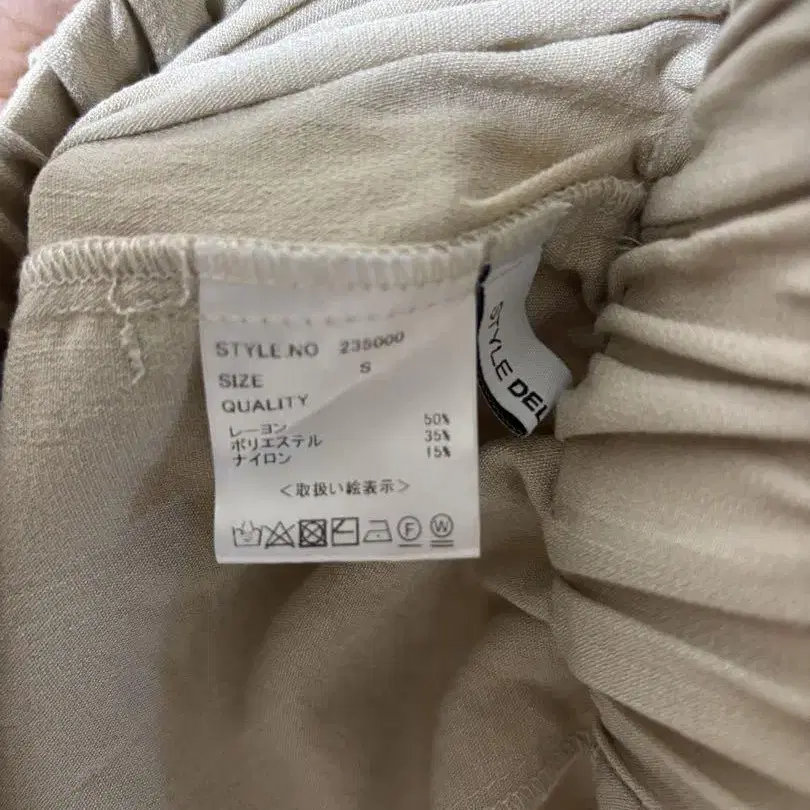 STYLE.NO 235000
SIZE S
QUALITY
レーヨン 50%
ポリエステル 35%
ナイロン 15%
<取扱い絵表示>
F W
STYLE DEL